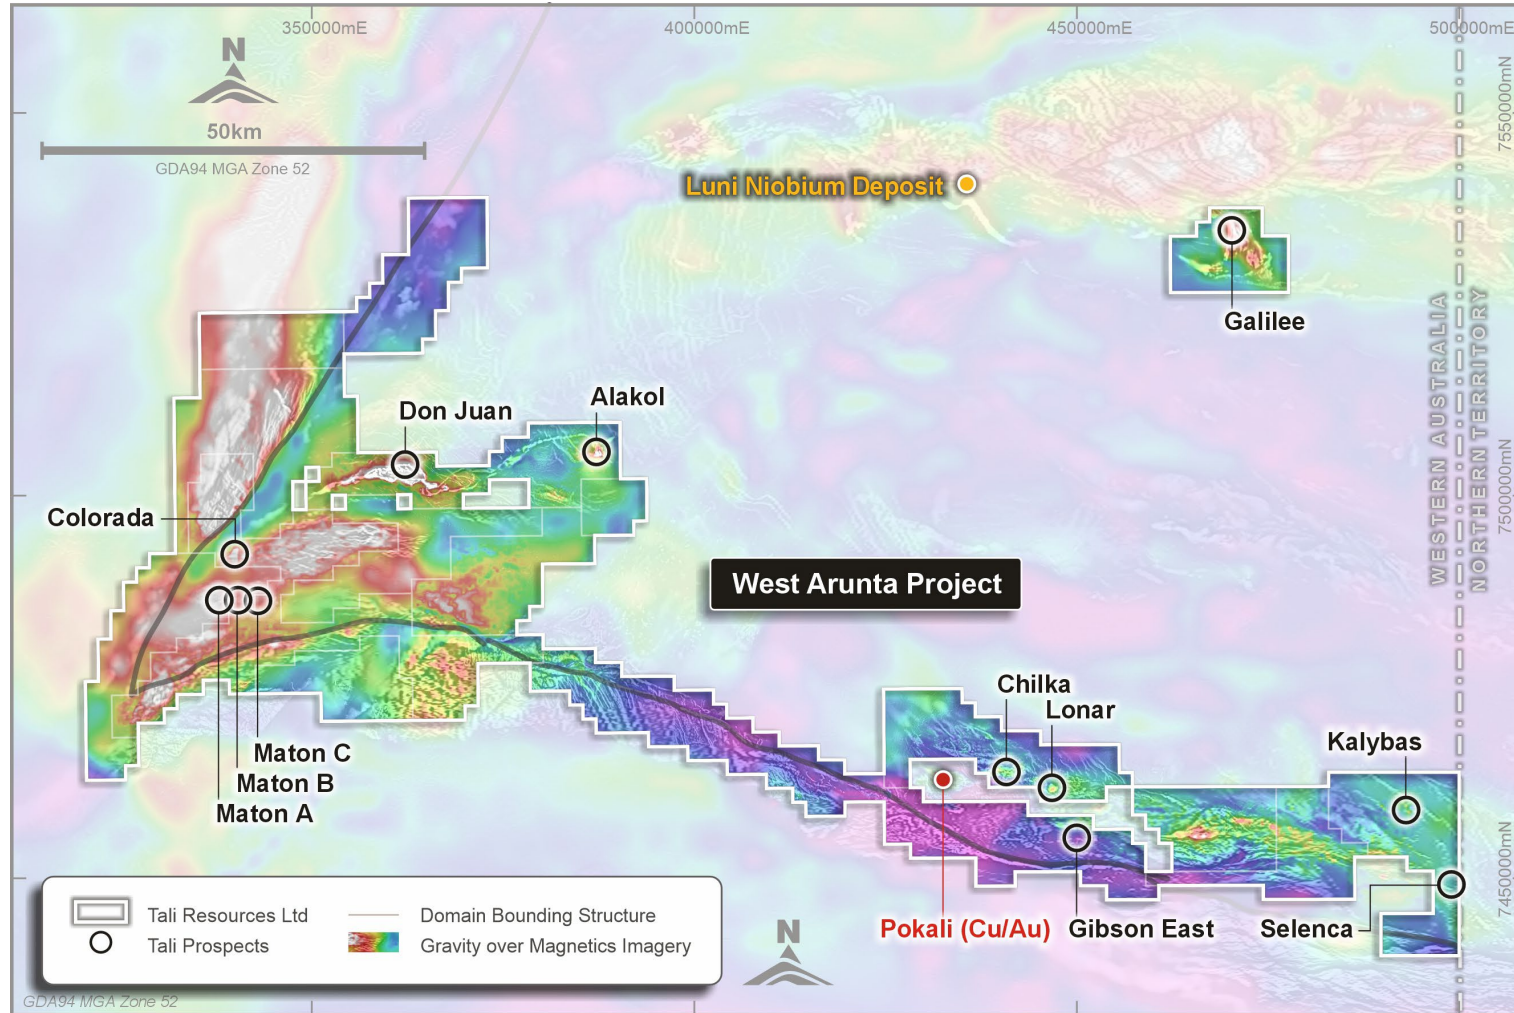 350000mE
400000mE
450000mE
500000mE
N
50km
GDA94 MGA Zone 52
7550000mN
Luni Niobium Deposit
Galilee
WESTERN AUSTRALIA
NORTHERN TERRITORY
Don Juan
Alakol
Colorada
7500000mN
West Arunta Project
Chilka
Lonar
Kalybas
Maton C
Maton B
Maton A
7450000mN
Pokali (Cu/Au)
Gibson East
Selenca
Tali Resources Ltd
Domain Bounding Structure
Tali Prospects
Gravity over Magnetics Imagery
N
GDA94 MGA Zone 52